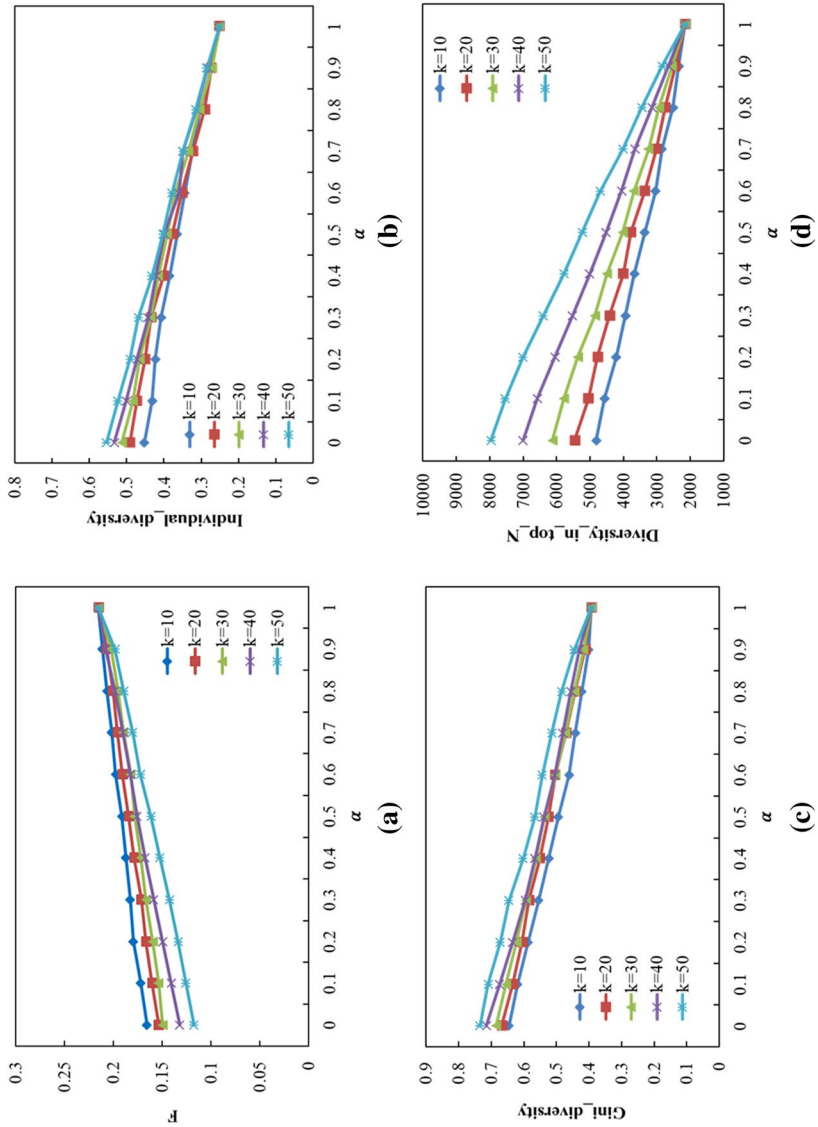 0.3
0.25
0.2
0.15
0.1
0.05
0
F
0 0.1 0.2 0.3 0.4 0.5 0.6 0.7 0.8 0.9 1
α
k=10
k=20
k=30
k=40
k=50
(a)
0.8
0.7
0.6
0.5
0.4
0.3
0.2
0.1
0
Individual_diversity
0 0.1 0.2 0.3 0.4 0.5 0.6 0.7 0.8 0.9 1
α
k=10
k=20
k=30
k=40
k=50
(b)
0.9
0.8
0.7
0.6
0.5
0.4
0.3
0.2
0.1
0
Gini_diversity
0 0.1 0.2 0.3 0.4 0.5 0.6 0.7 0.8 0.9 1
α
k=10
k=20
k=30
k=40
k=50
(c)
10000
9000
8000
7000
6000
5000
4000
3000
2000
1000
Diversity_in_top_N
0 0.1 0.2 0.3 0.4 0.5 0.6 0.7 0.8 0.9 1
α
k=10
k=20
k=30
k=40
k=50
(d)